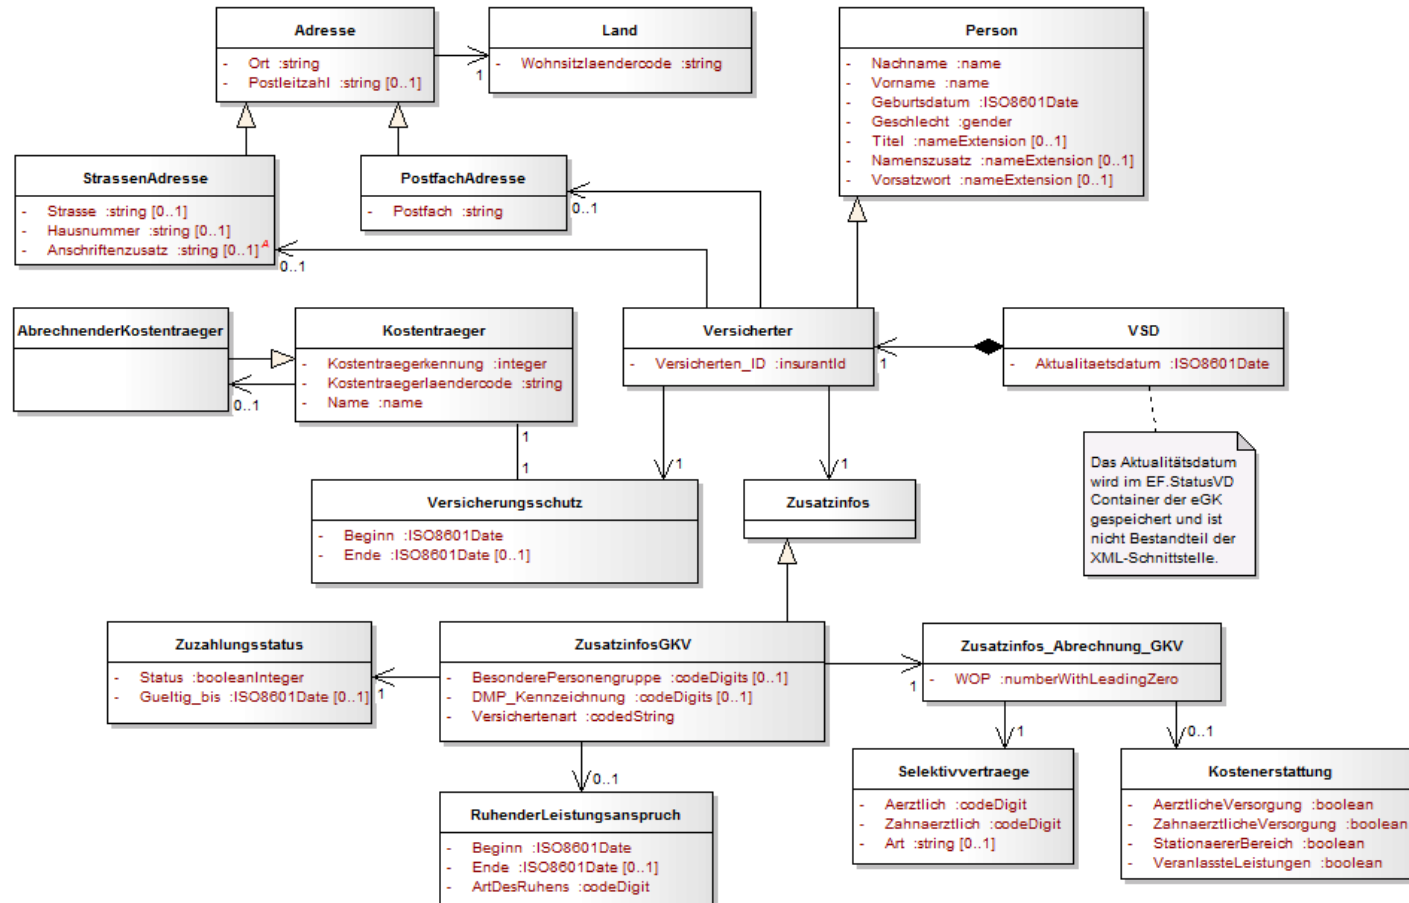 Adresse
- Ort :string
- Postleitzahl :string [0..1]
1
Land
- Wohnsitzlaendercode :string
Person
- Nachname :name
- Vorname :name
- Geburtsdatum :ISO8601Date
- Geschlecht :gender
- Titel :nameExtension [0..1]
- Namenszusatz :nameExtension [0..1]
- Vorsatzwort :nameExtension [0..1]
StrassenAdresse
- Strasse :string [0..1]
- Hausnummer :string [0..1]
- Anschriftenzusatz :string [0..1] A
0..1
PostfachAdresse
- Postfach :string
0..1
AbrechnenderKostentraeger
0..1
Kostentraeger
- Kostentraegerkennung :integer
- Kostentraegerlaendercode :string
- Name :name
1
1
Versicherter
- Versicherten_ID :insurantId
1
1
1
VSD
- Aktualitaetsdatum :ISO8601Date
Das Aktualitätsdatum
wird im EF.StatusVD
Container der eGK
gespeichert und ist
nicht Bestandteil der
XML-Schnittstelle.
Versicherungsschutz
- Beginn :ISO8601Date
- Ende :ISO8601Date [0..1]
Zusatzinfos
Zuzahlungsstatus
- Status :booleanInteger
- Gueltig_bis :ISO8601Date [0..1]
1
ZusatzinfosGKV
- BesonderePersonengruppe :codeDigits [0..1]
- DMP_Kennzeichnung :codeDigits [0..1]
- Versichertenart :codedString
1
0..1
Zusatzinfos_Abrechnung_GKV
- WOP :numberWithLeadingZero
1
0..1
RuhenderLeistungsanspruch
- Beginn :ISO8601Date
- Ende :ISO8601Date [0..1]
- ArtDesRuhens :codeDigit
Selektivvertraege
- Aerztlich :codeDigit
- Zahnaerztlich :codeDigit
- Art :string [0..1]
Kostenerstattung
- AerztlicheVersorgung :boolean
- ZahnaerztlicheVersorgung :boolean
- StationaererBereich :boolean
- VeranlassteLeistungen :boolean